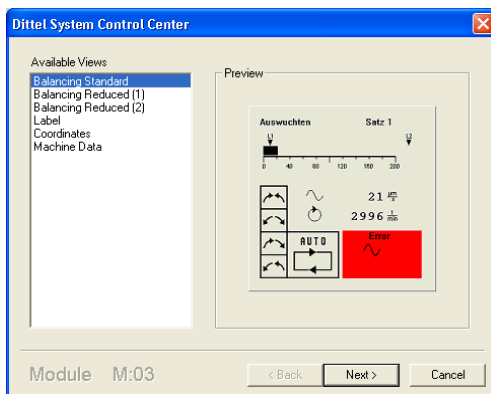 Dittel System Control Center
Available Views
Balancing Standard
Balancing Reduced (1)
Balancing Reduced (2)
Label
Coordinates
Machine Data
Preview
Auswuchten Satz 1
L1 L2
0 40 80 120 160 200
21
2996
AUTO
Error
Module M:03
< Back Next > Cancel